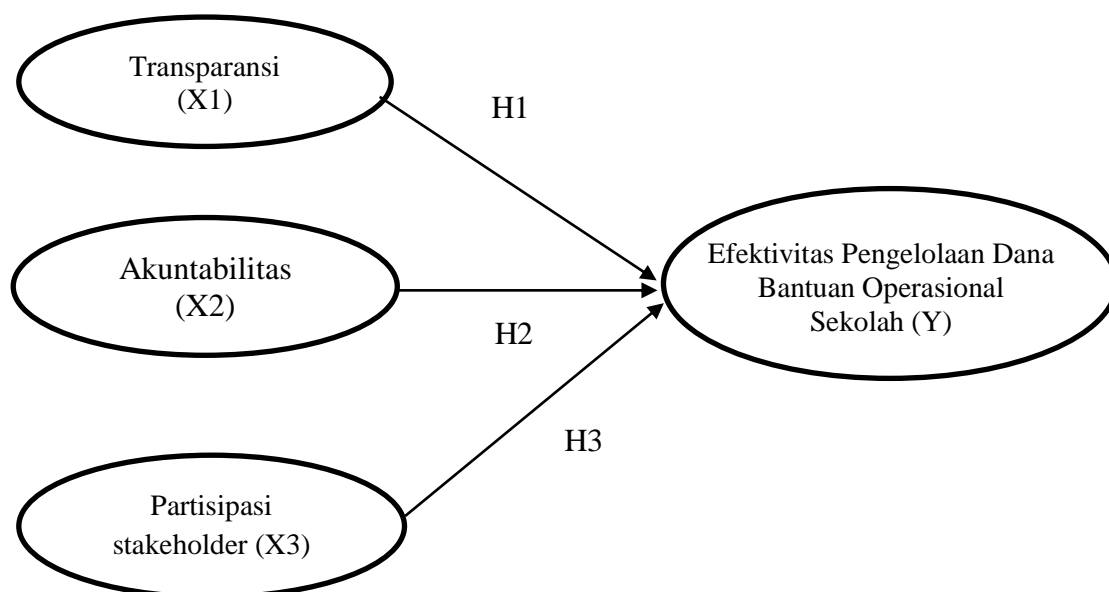 Transparansi
(X1)
H1
Akuntabilitas
(X2)
H2
Efektivitas Pengelolaan Dana
Bantuan Operasional
Sekolah (Y)
H3
Partisipasi
stakeholder (X3)